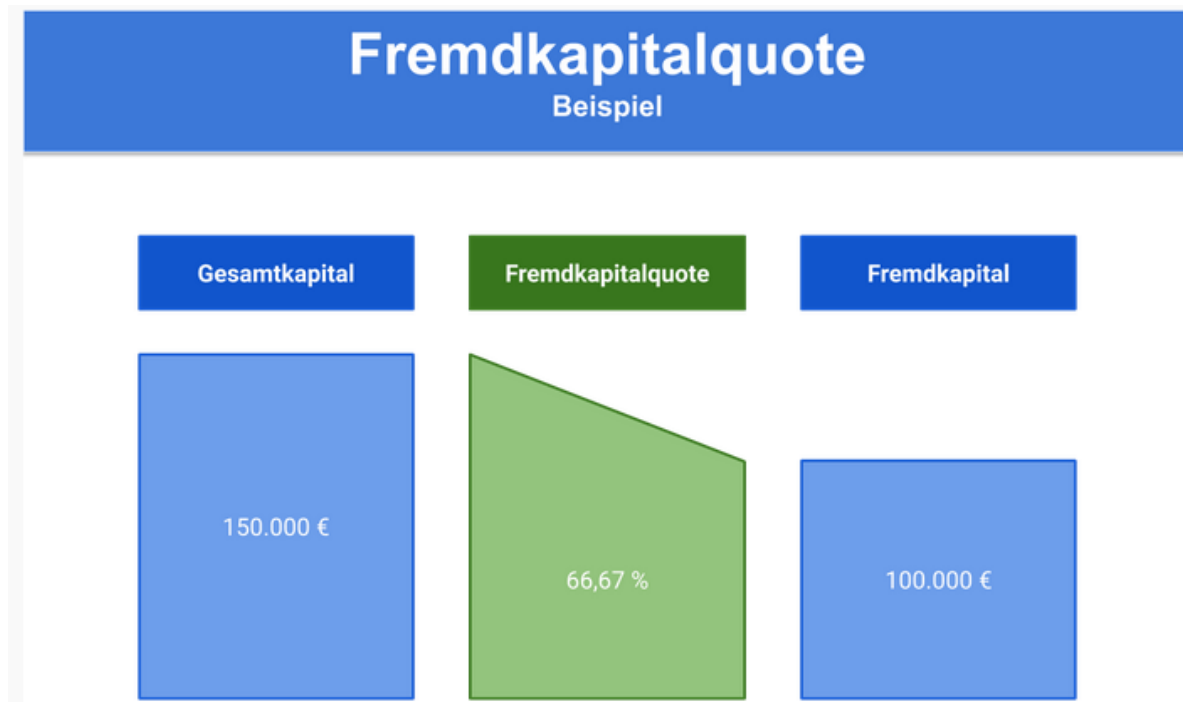 Fremdkapitalquote
Beispiel
Gesamtkapital
Fremdkapitalquote
Fremdkapital
150.000 €
66,67 %
100.000 €